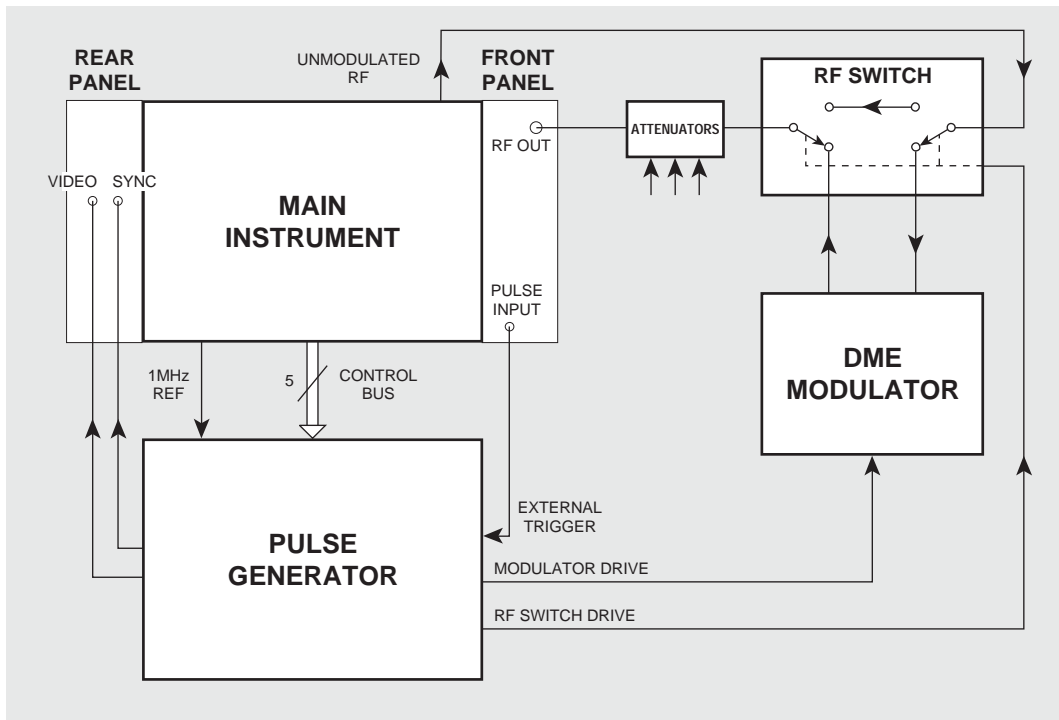 REAR
PANEL
UNMODULATED
RF
FRONT
PANEL
RF SWITCH
RF OUT
ATTENUATORS
VIDEO
SYNC
MAIN
INSTRUMENT
PULSE
INPUT
1MHz
REF
5
CONTROL
BUS
DME
MODULATOR
EXTERNAL
TRIGGER
PULSE
GENERATOR
MODULATOR DRIVE
RF SWITCH DRIVE